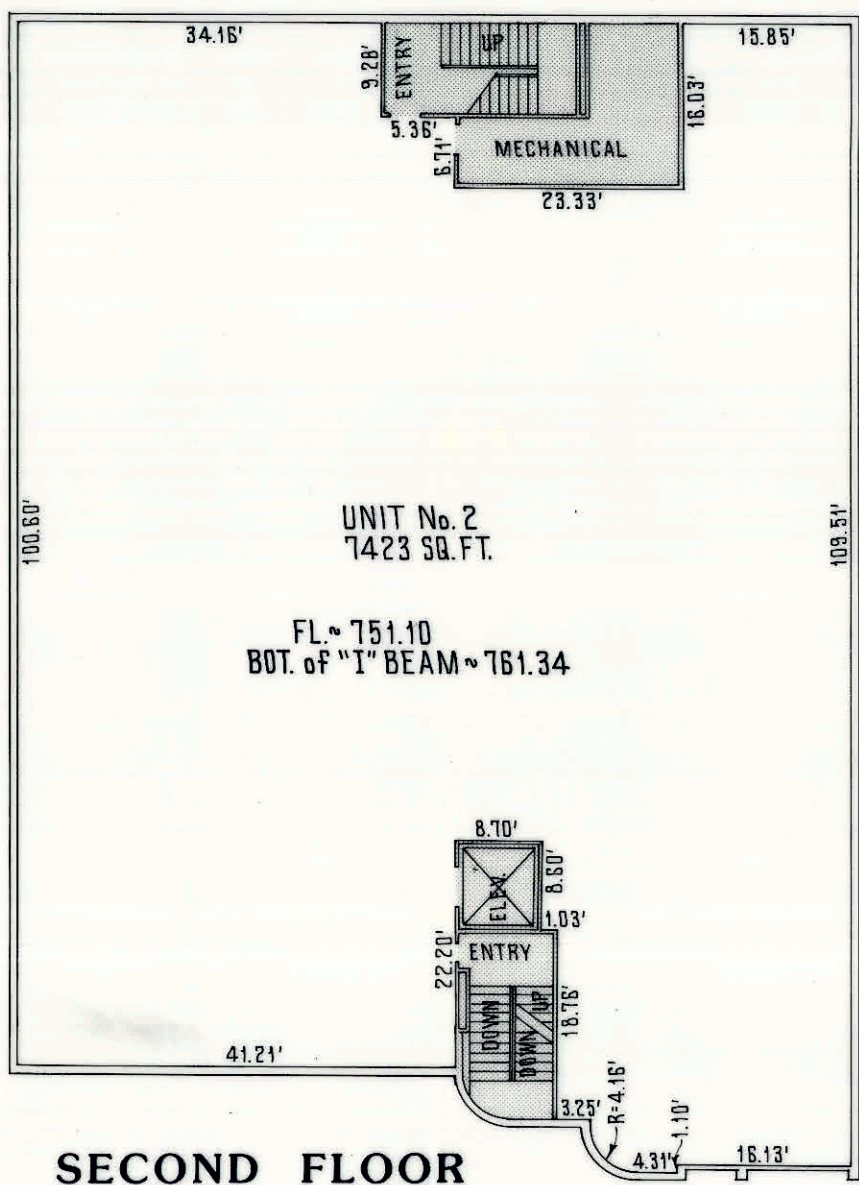 34.16'
ENTRY
9.28'
UP
15.85'
5.36'
6.71'
MECHANICAL
16.03'
23.33'
100.60'
UNIT No. 2
7423 SQ.FT.
109.51'
FL.~ 751.10
BOT. of "I" BEAM ~ 761.34
8.70'
ELEV.
8.60'
1.03'
22.20'
ENTRY
DOWN
UP
DOWN
18.76'
41.21'
3.25'
R=4.16'
4.31'
1.10'
16.13'
SECOND FLOOR